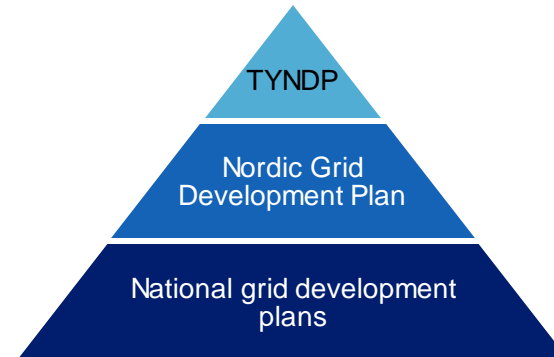 TYNDP
Nordic Grid
Development Plan
National grid development
plans